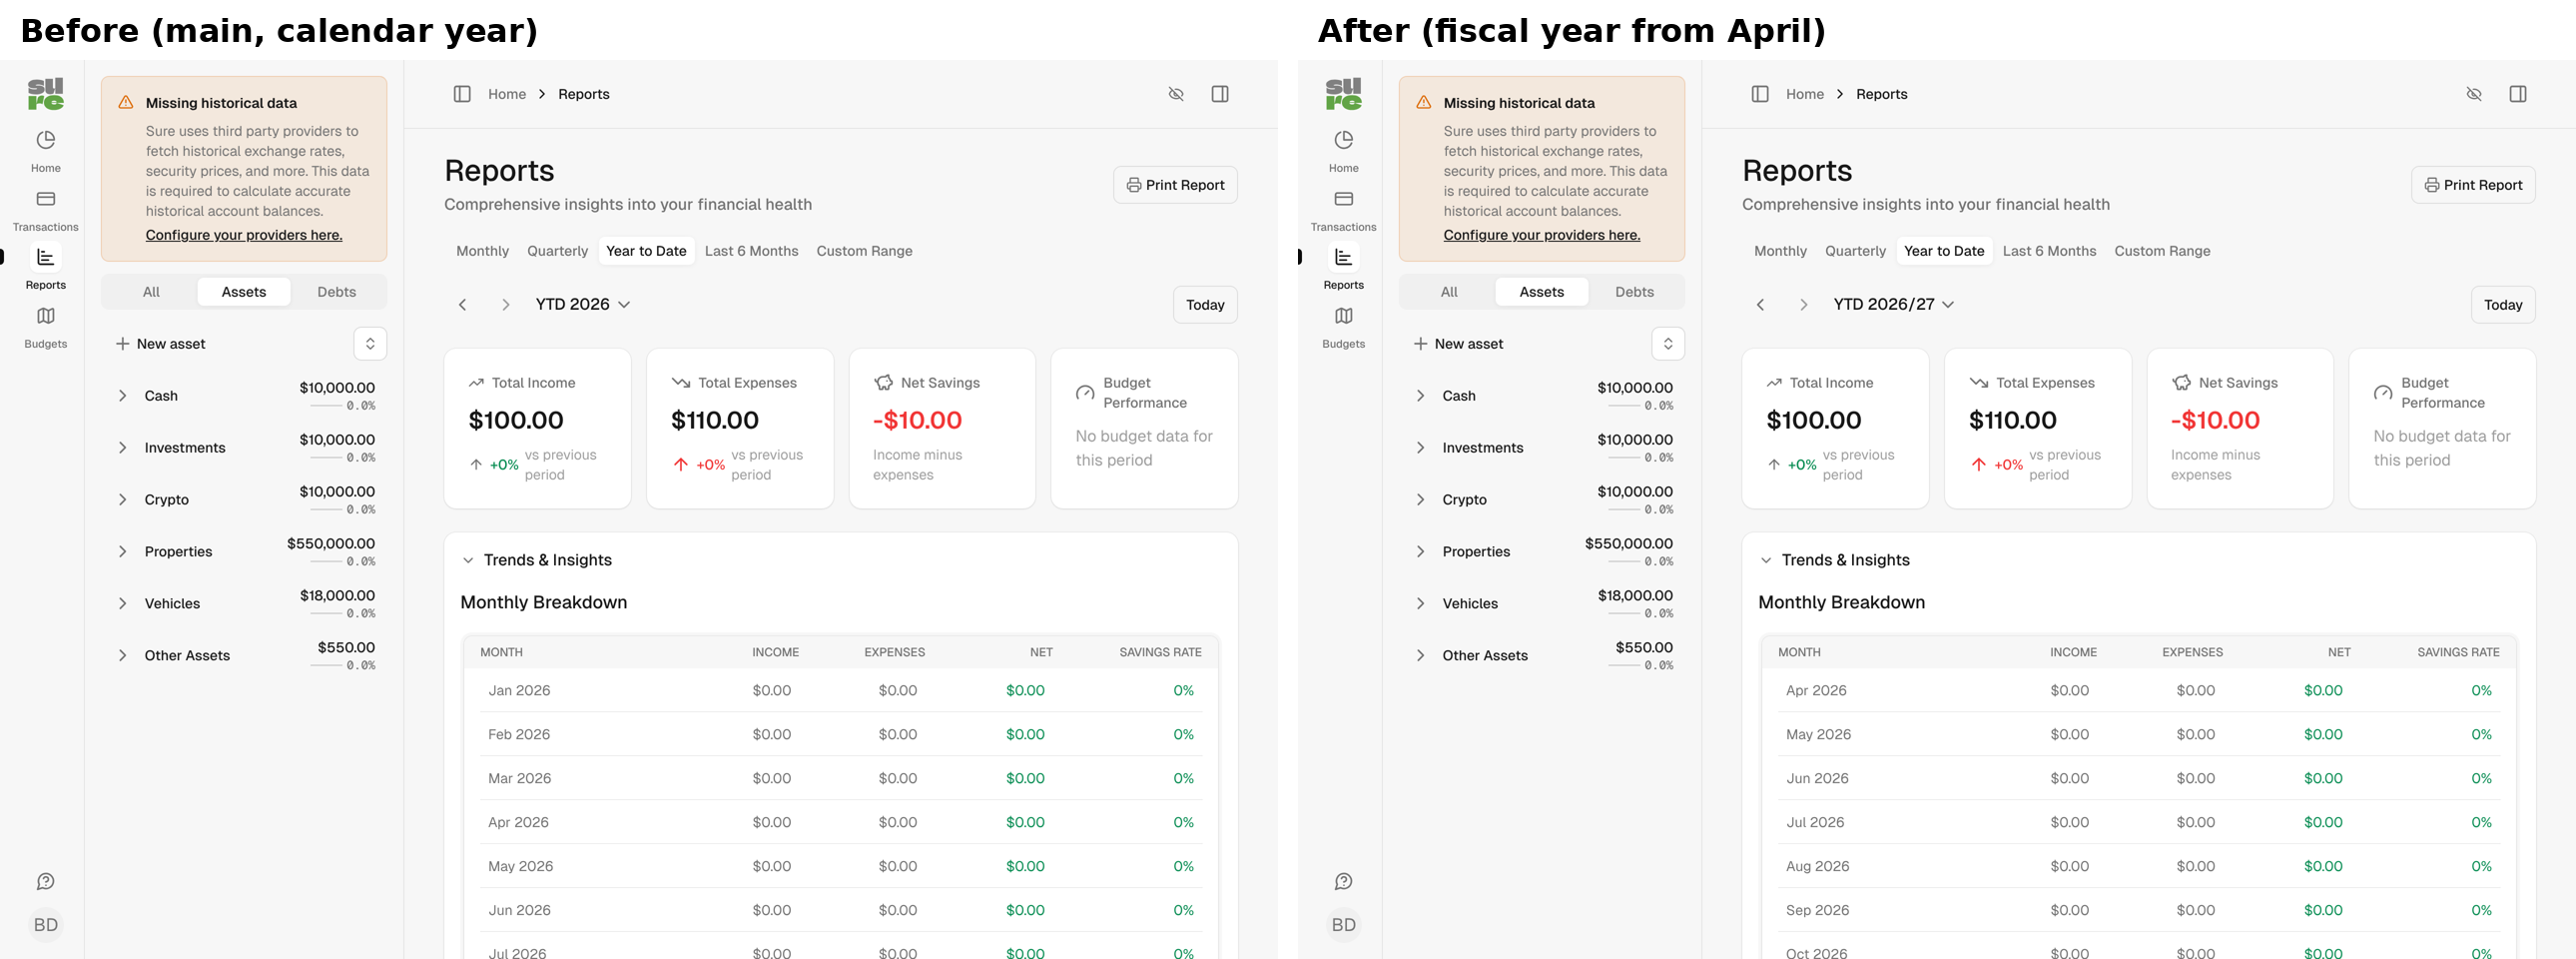 Before (main, calendar year)
sure
Home
Transactions
Reports
Budgets
BD
Missing historical data
Sure uses third party providers to
fetch historical exchange rates,
security prices, and more. This data
is required to calculate accurate
historical account balances.
Configure your providers here.
All Assets Debts
New asset
Cash $10,000.00
0.0%
Investments $10,000.00
0.0%
Crypto $10,000.00
0.0%
Properties $550,000.00
0.0%
Vehicles $18,000.00
0.0%
Other Assets $550.00
0.0%
Home > Reports
Reports
Comprehensive insights into your financial health
Print Report
Monthly Quarterly Year to Date Last 6 Months Custom Range
YTD 2026
Today
Total Income
$100.00
+0% vs previous
period
Total Expenses
$110.00
+0% vs previous
period
Net Savings
-$10.00
Income minus
expenses
Budget
Performance
No budget data for
this period
Trends & Insights
Monthly Breakdown
MONTH INCOME EXPENSES NET SAVINGS RATE
Jan 2026 $0.00 $0.00 $0.00 0%
Feb 2026 $0.00 $0.00 $0.00 0%
Mar 2026 $0.00 $0.00 $0.00 0%
Apr 2026 $0.00 $0.00 $0.00 0%
May 2026 $0.00 $0.00 $0.00 0%
Jun 2026 $0.00 $0.00 $0.00 0%
Jul 2026 $0.00 $0.00 $0.00 0%
After (fiscal year from April)
sure
Home
Transactions
Reports
Budgets
BD
Missing historical data
Sure uses third party providers to
fetch historical exchange rates,
security prices, and more. This data
is required to calculate accurate
historical account balances.
Configure your providers here.
All Assets Debts
New asset
Cash $10,000.00
0.0%
Investments $10,000.00
0.0%
Crypto $10,000.00
0.0%
Properties $550,000.00
0.0%
Vehicles $18,000.00
0.0%
Other Assets $550.00
0.0%
Home > Reports
Reports
Comprehensive insights into your financial health
Print Report
Monthly Quarterly Year to Date Last 6 Months Custom Range
YTD 2026/27
Today
Total Income
$100.00
+0% vs previous
period
Total Expenses
$110.00
+0% vs previous
period
Net Savings
-$10.00
Income minus
expenses
Budget
Performance
No budget data for
this period
Trends & Insights
Monthly Breakdown
MONTH INCOME EXPENSES NET SAVINGS RATE
Apr 2026 $0.00 $0.00 $0.00 0%
May 2026 $0.00 $0.00 $0.00 0%
Jun 2026 $0.00 $0.00 $0.00 0%
Jul 2026 $0.00 $0.00 $0.00 0%
Aug 2026 $0.00 $0.00 $0.00 0%
Sep 2026 $0.00 $0.00 $0.00 0%
Oct 2026 $0.00 $0.00 $0.00 0%